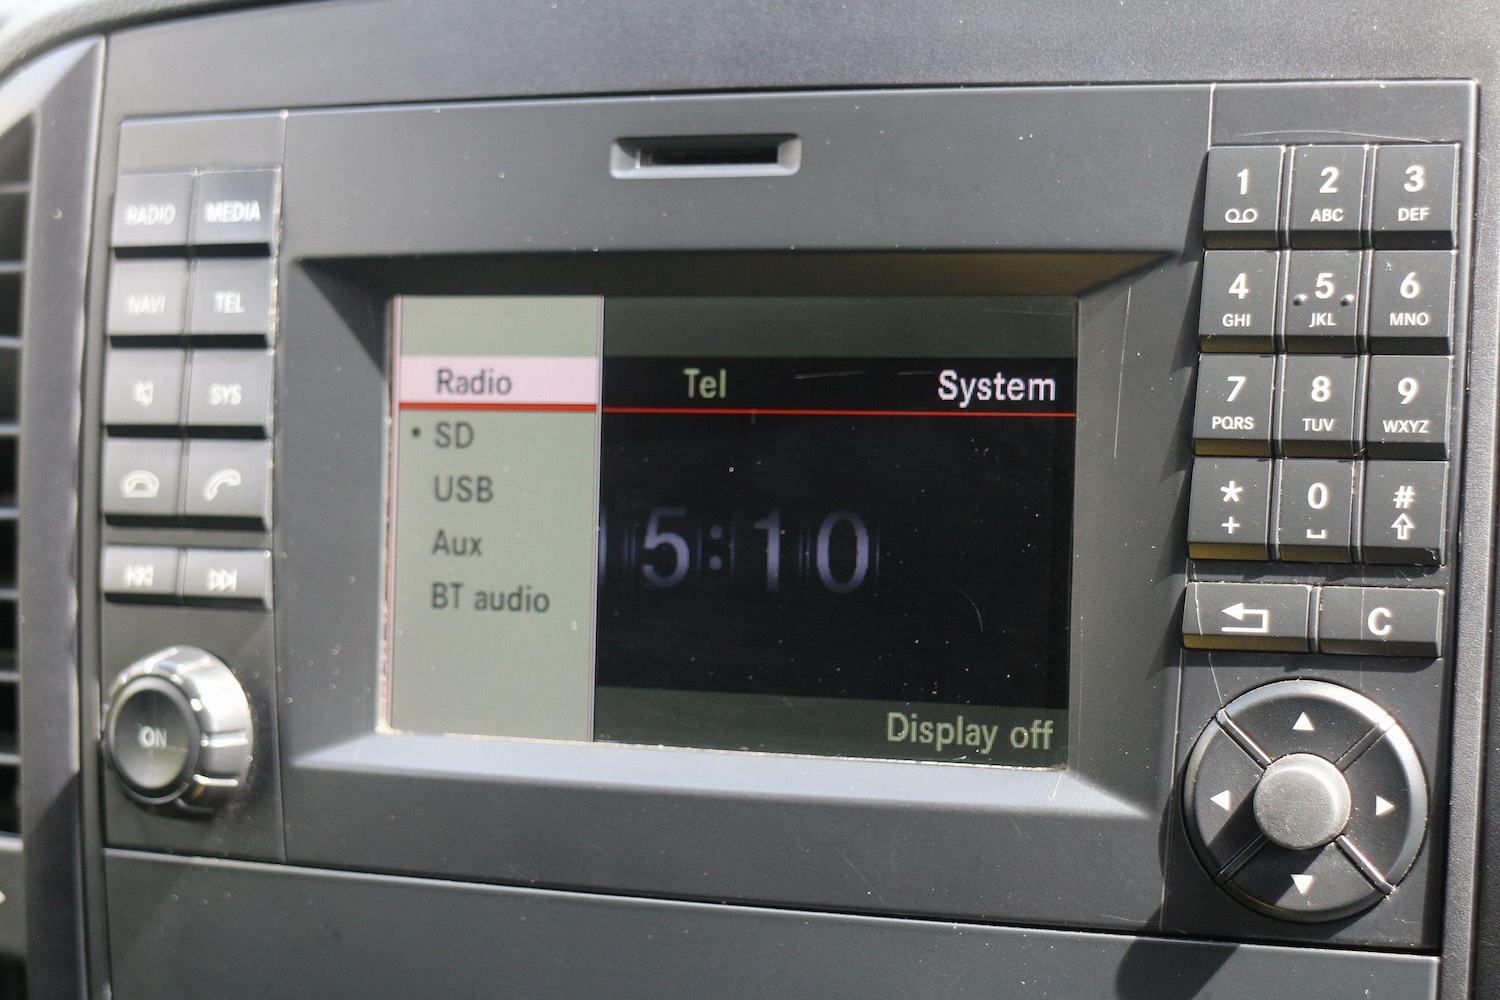 RADIO MEDIA
NAVI TEL
SYS
ON
Radio Tel System
• SD
USB
Aux
BT audio
5:10
Display off
1 2 3
ABC DEF
4 5 6
GHI JKL MNO
7 8 9
PQRS TUV WXYZ
* 0 #
+
C